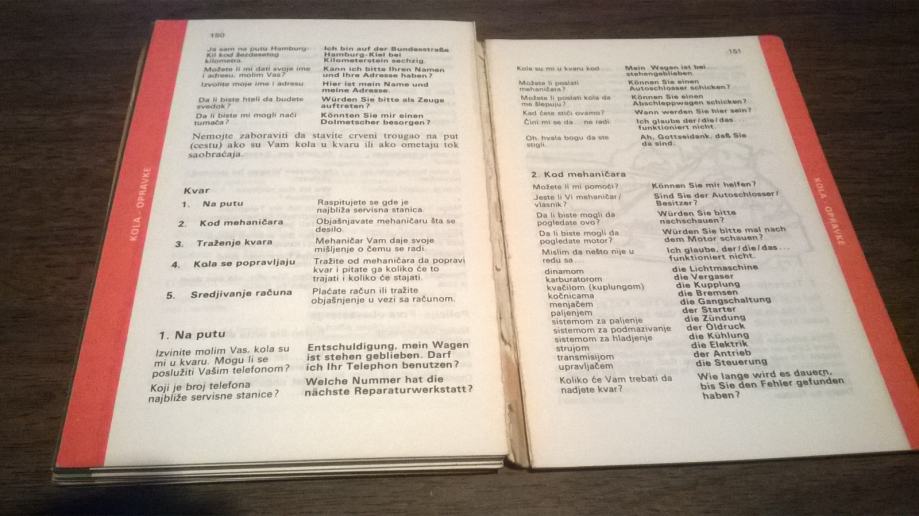 150
Ja sam na putu Hamburg- Ich bin auf der Bundesstraße
Kil kod šezdesetog Hamburg-Kiel bei
kilometra. Kilometerstein sechzig.
Možete li mi dati svoje ime Kann ich bitte Ihren Namen
i adresu, molim Vas? und Ihre Adresse haben?
Izvolite moje ime i adresu. Hier ist mein Name und
meine Adresse.
Da li biste hteli da budete Würden Sie bitte als Zeuge
svedok? auftreten?
Da li biste mi mogli naći Könnten Sie mir einen
tumača? Dolmetscher besorgen?
Nemojte zaboraviti da stavite crveni trougao na put
(cestu) ako su Vam kola u kvaru ili ako ometaju tok
saobraćaja.
KOLA - OPRAVKE
Kvar
1. Na putu Raspitujete se gde je
najbliža servisna stanica.
2. Kod mehaničara Objašnjavate mehaničaru šta se
desilo.
3. Traženje kvara Mehaničar Vam daje svoje
mišljenje o čemu se radi.
4. Kola se popravljaju Tražite od mehaničara da popravi
kvar i pitate ga koliko će to
trajati i koliko će stajati.
5. Sredjivanje računa Plaćate račun ili tražite
objašnjenje u vezi sa računom.
1. Na putu
Izvinite molim Vas, kola su Entschuldigung, mein Wagen
mi u kvaru. Mogu li se ist stehen geblieben. Darf
poslužiti Vašim telefonom? ich Ihr Telephon benutzen?
Koji je broj telefona Welche Nummer hat die
najbliže servisne stanice? nächste Reparaturwerkstatt?
151
Kola su mi u kvaru kod... Mein Wagen ist bei ...
stehengeblieben.
Možete li poslati Können Sie einen
mehaničara? Autoschlosser schicken?
Možete li poslati kola da Können Sie einen
me šlepuju? Abschleppwagen schicken?
Kad ćete stići ovamo? Wann werden Sie hier sein?
Čini mi se da ... ne radi. Ich glaube der/die/das ...
funktioniert nicht.
Oh, hvala bogu da ste Ah, Gottseidank, daß Sie
stigli. da sind.
2. Kod mehaničara
Možete li mi pomoći? Können Sie mir helfen?
Jeste li Vi mehaničar/ Sind Sie der Autoschlosser/
vlasnik? Besitzer?
Da li biste mogli da Würden Sie bitte
pogledate ovo? nachschauen?
Da li biste mogli da Würden Sie bitte mal nach
pogledate motor? dem Motor schauen?
Mislim da nešto nije u Ich glaube, der/die/das ...
redu sa ... funktioniert nicht.
dinamom die Lichtmaschine
karburatorom der Vergaser
kvačilom (kuplungom) die Kupplung
kočnicama die Bremsen
menjačem die Gangschaltung
paljenjem der Starter
sistemom za paljenje die Zündung
sistemom za podmazivanje der Öldruck
sistemom za hladjenje die Kühlung
strujom die Elektrik
transmisijom der Antrieb
upravljačem die Steuerung
Koliko će Vam trebati da Wie lange wird es dauern,
nadjete kvar? bis Sie den Fehler gefunden
haben?
KOLA - OPRAVKE